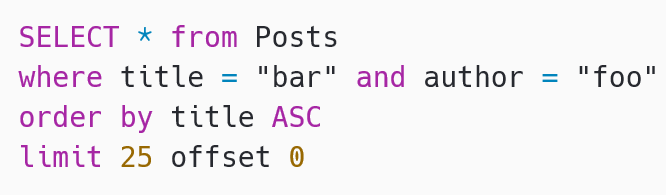 SELECT * from Posts
where title = "bar" and author = "foo"
order by title ASC
limit 25 offset 0